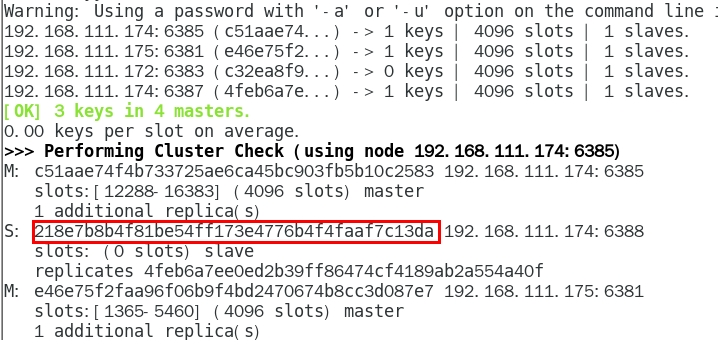 Warning: Using a password with '-a' or '-u' option on the command line i
192.168.111.174:6385 (c51aae74...) -> 1 keys | 4096 slots | 1 slaves.
192.168.111.175:6381 (e46e75f2...) -> 1 keys | 4096 slots | 1 slaves.
192.168.111.172:6383 (c32ea8f9...) -> 0 keys | 4096 slots | 1 slaves.
192.168.111.174:6387 (4feb6a7e...) -> 1 keys | 4096 slots | 1 slaves.
[OK] 3 keys in 4 masters.
0.00 keys per slot on average.
>>> Performing Cluster Check (using node 192.168.111.174:6385)
M: c51aae74f4b733725ae6ca45bc903fb5b10c2583 192.168.111.174:6385
slots:[12288-16383] (4096 slots) master
1 additional replica(s)
S: 218e7b8b4f81be54ff173e4776b4f4faaf7c13da 192.168.111.174:6388
slots: (0 slots) slave
replicates 4feb6a7ee0ed2b39ff86474cf4189ab2a554a40f
M: e46e75f2faa96f06b9f4bd2470674b8cc3d087e7 192.168.111.175:6381
slots:[1365-5460] (4096 slots) master
1 additional replica(s)